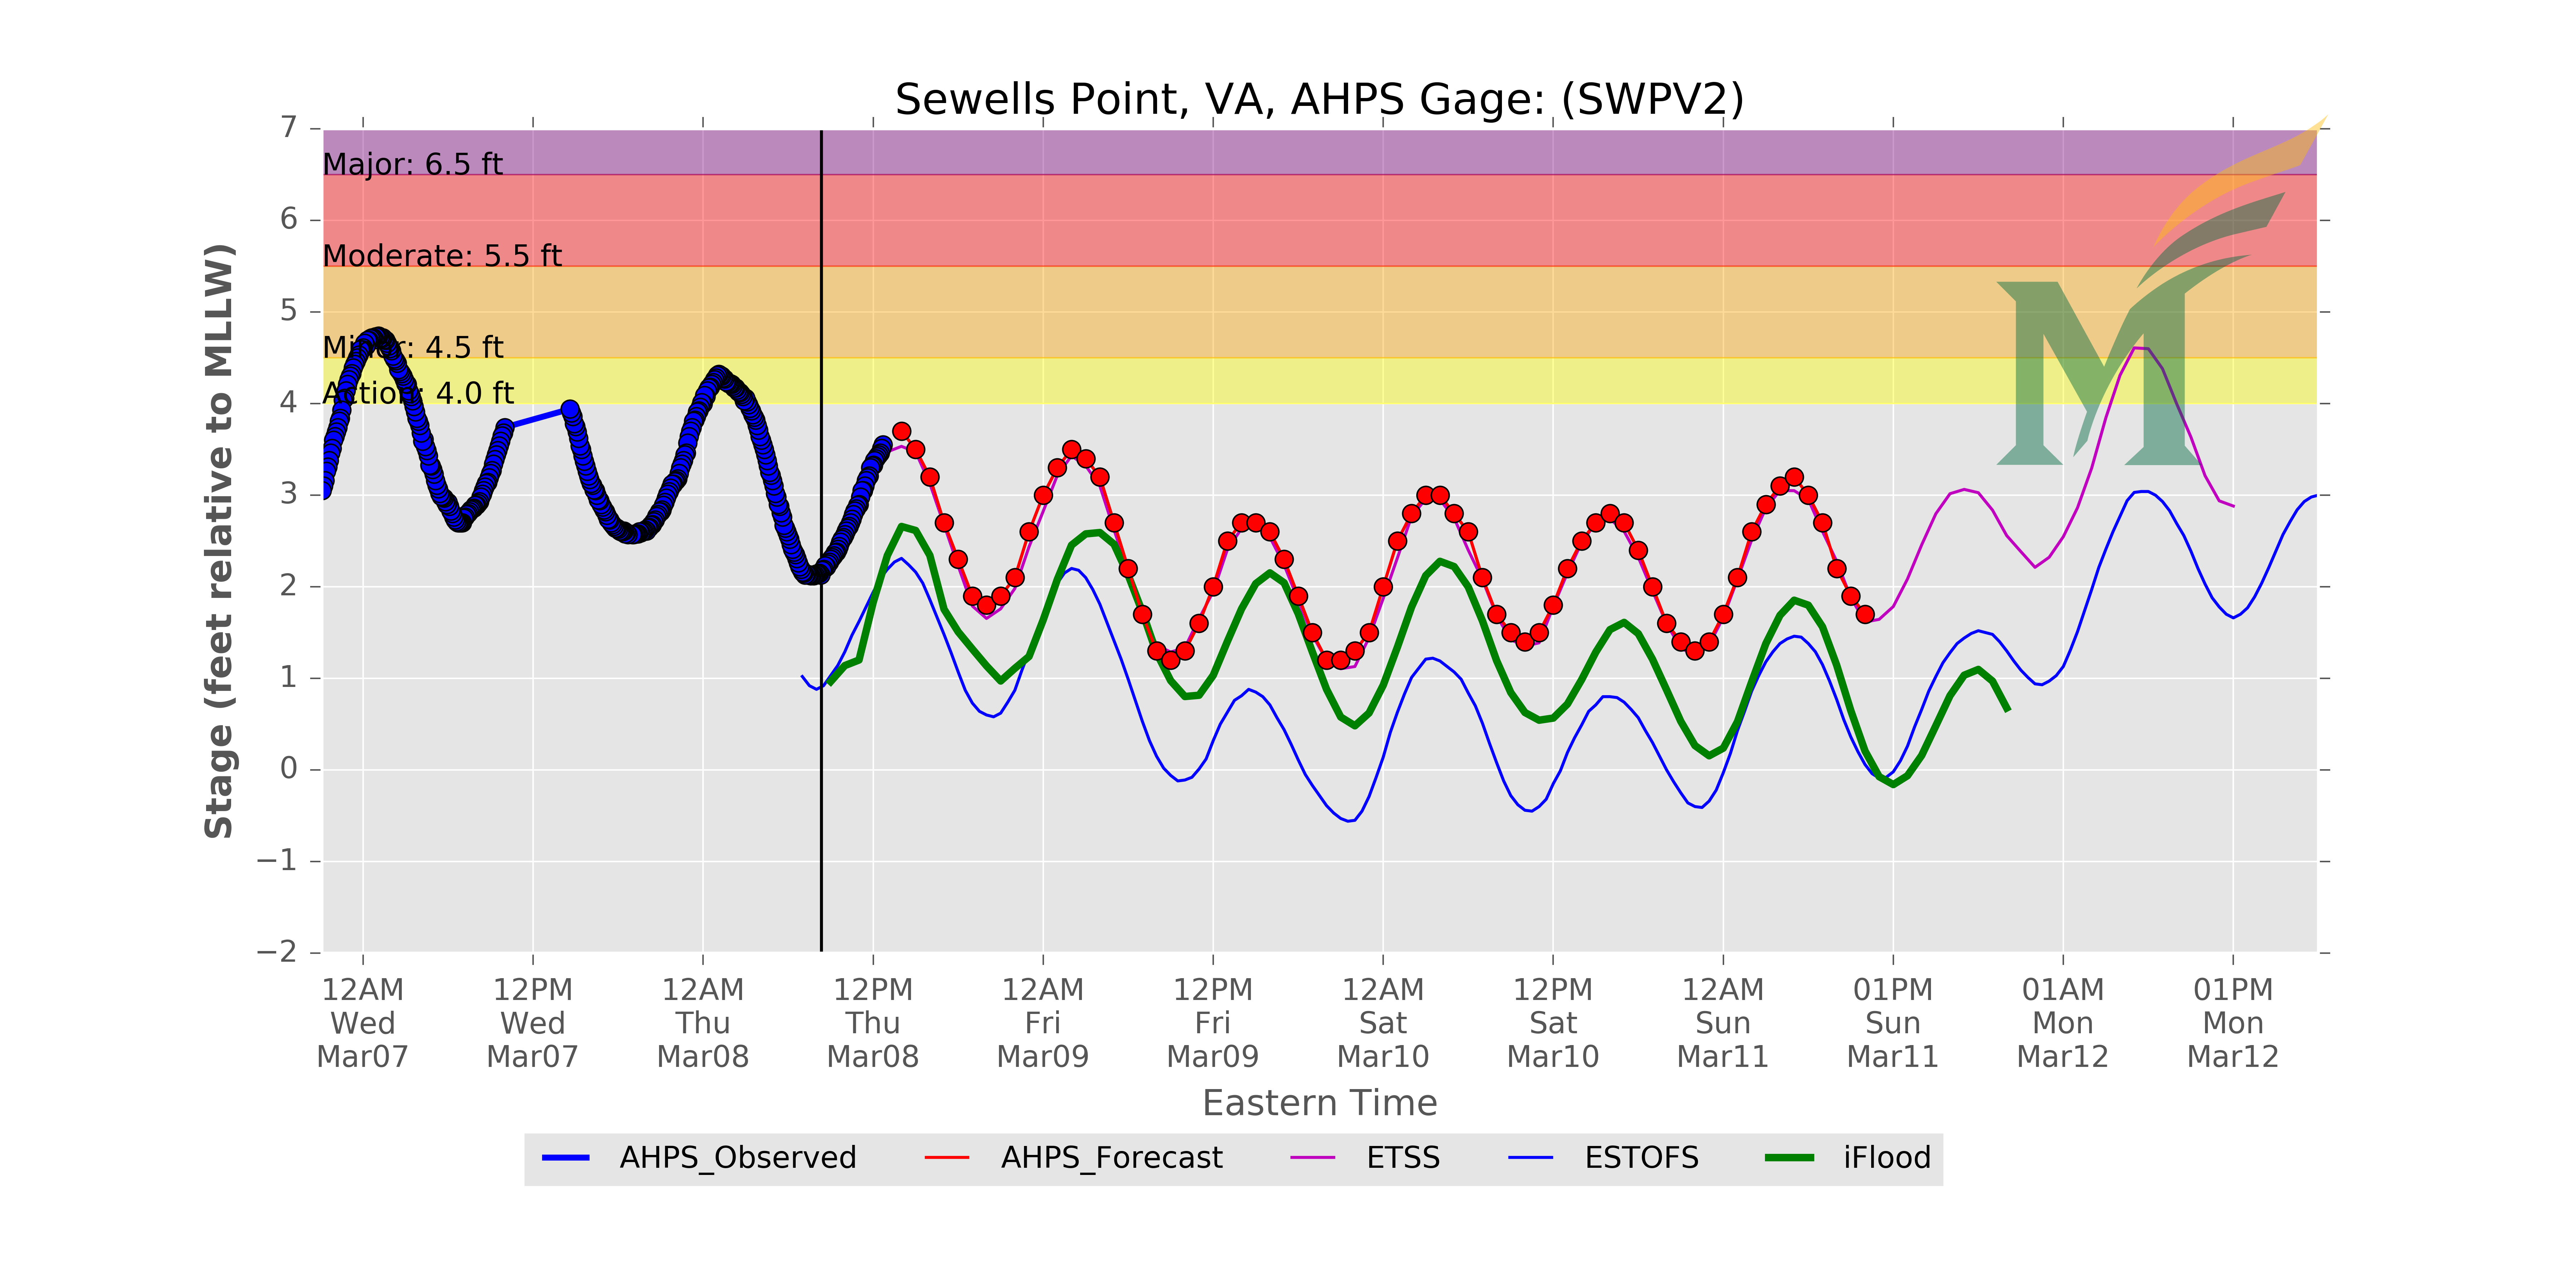 Sewells Point, VA, AHPS Gage: (SWPV2)
Stage (feet relative to MLLW)
7
6
5
4
3
2
1
0
−1
−2
Major: 6.5 ft
Moderate: 5.5 ft
Minor: 4.5 ft
Action: 4.0 ft
12AM Wed Mar07
12PM Wed Mar07
12AM Thu Mar08
12PM Thu Mar08
12AM Fri Mar09
12PM Fri Mar09
12AM Sat Mar10
12PM Sat Mar10
12AM Sun Mar11
01PM Sun Mar11
01AM Mon Mar12
01PM Mon Mar12
Eastern Time
AHPS_Observed AHPS_Forecast ETSS ESTOFS iFlood
M